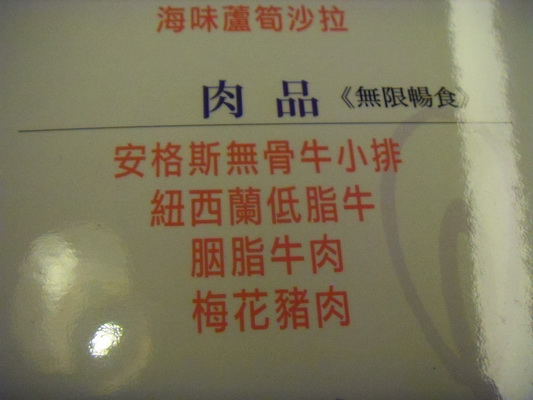 海味蘆筍沙拉
肉品《無限暢食》
安格斯無骨牛小排
紐西蘭低脂牛
胭脂牛肉
梅花豬肉